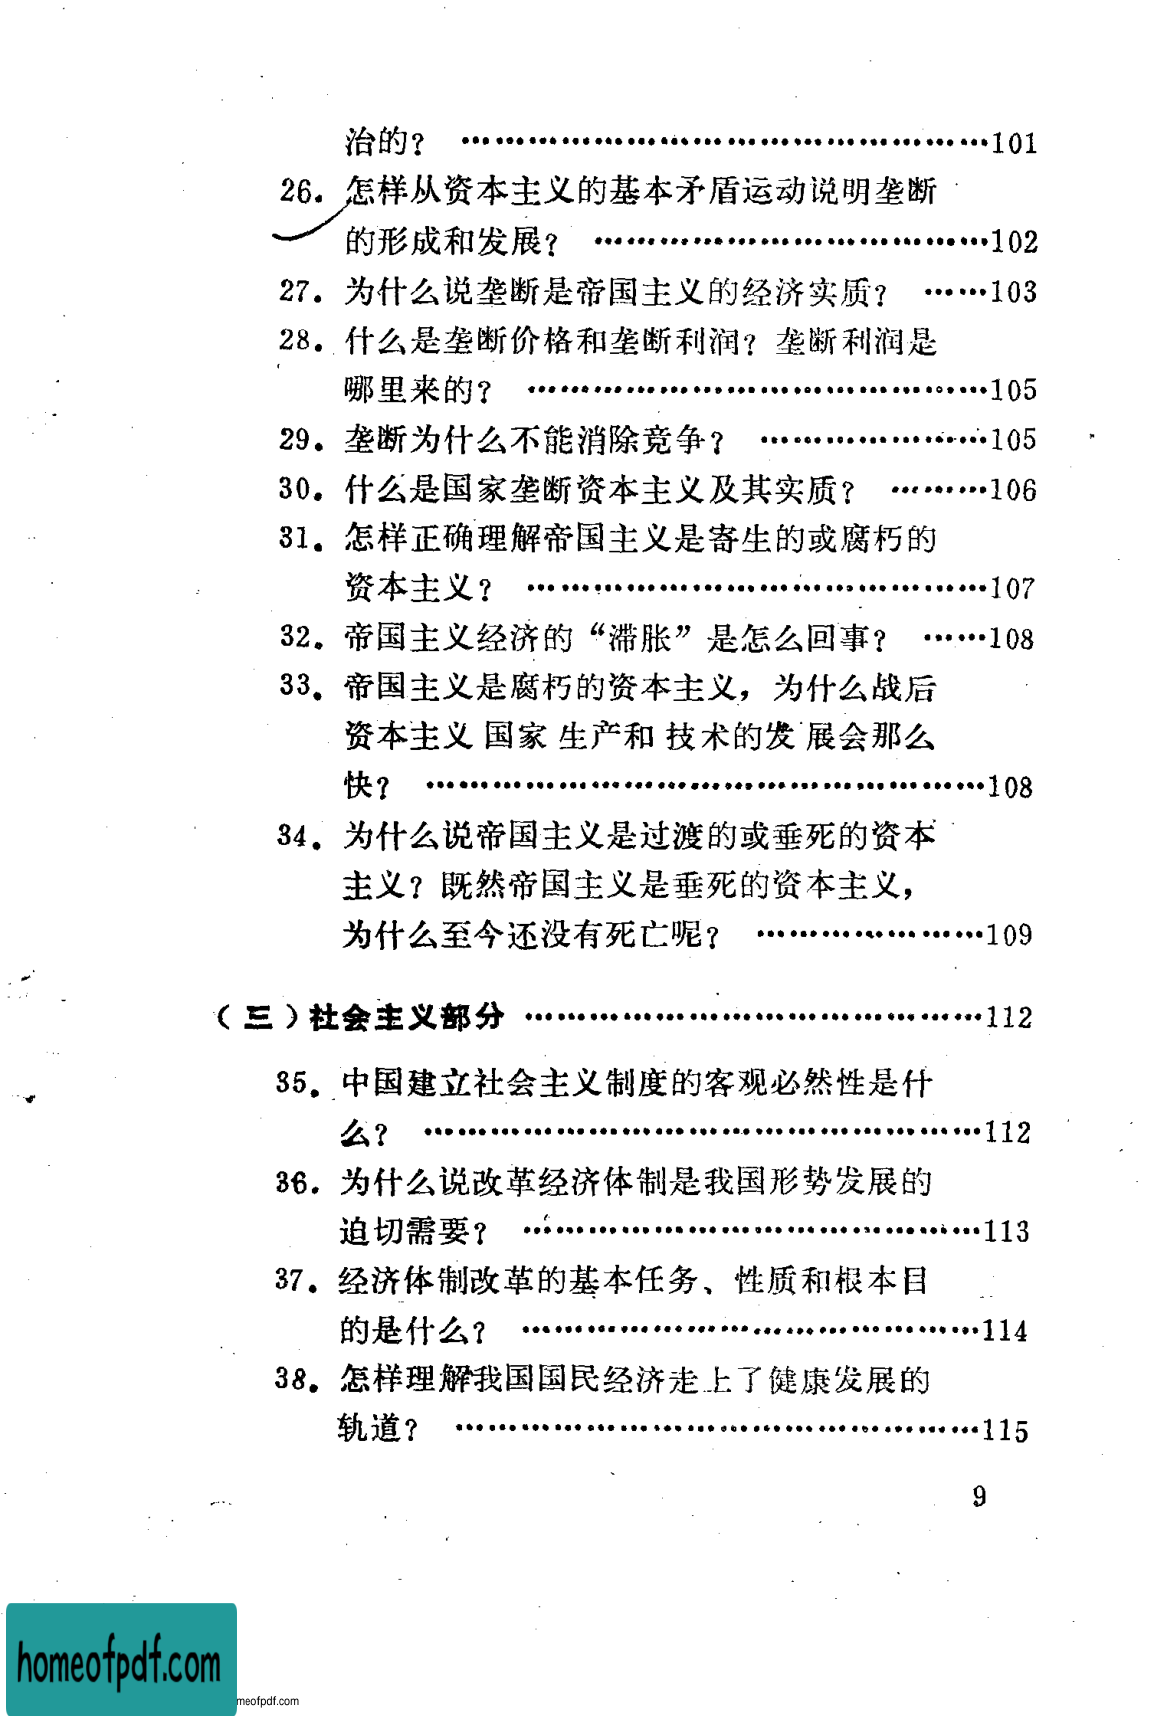 治的？ ………………………………………………101
26．怎样从资本主义的基本矛盾运动说明垄断
的形成和发展？ …………………………………102
27．为什么说垄断是帝国主义的经济实质？ ……103
28．什么是垄断价格和垄断利润？垄断利润是
哪里来的？ ………………………………………105
29．垄断为什么不能消除竞争？ …………………105
30．什么是国家垄断资本主义及其实质？ ………106
31．怎样正确理解帝国主义是寄生的或腐朽的
资本主义？ ………………………………………107
32．帝国主义经济的“滞胀”是怎么回事？ ……108
33．帝国主义是腐朽的资本主义，为什么战后
资本主义国家生产和技术的发展会那么
快？ ………………………………………………108
34．为什么说帝国主义是过渡的或垂死的资本
主义？既然帝国主义是垂死的资本主义，
为什么至今还没有死亡呢？ …………………109
（三）社会主义部分 ………………………………………112
35．中国建立社会主义制度的客观必然性是什
么？ ………………………………………………112
36．为什么说改革经济体制是我国形势发展的
迫切需要？ ………………………………………113
37．经济体制改革的基本任务、性质和根本目
的是什么？ ………………………………………114
38．怎样理解我国国民经济走上了健康发展的
轨道？ ……………………………………………115
9
homeofpdf.com
meofpdf.com